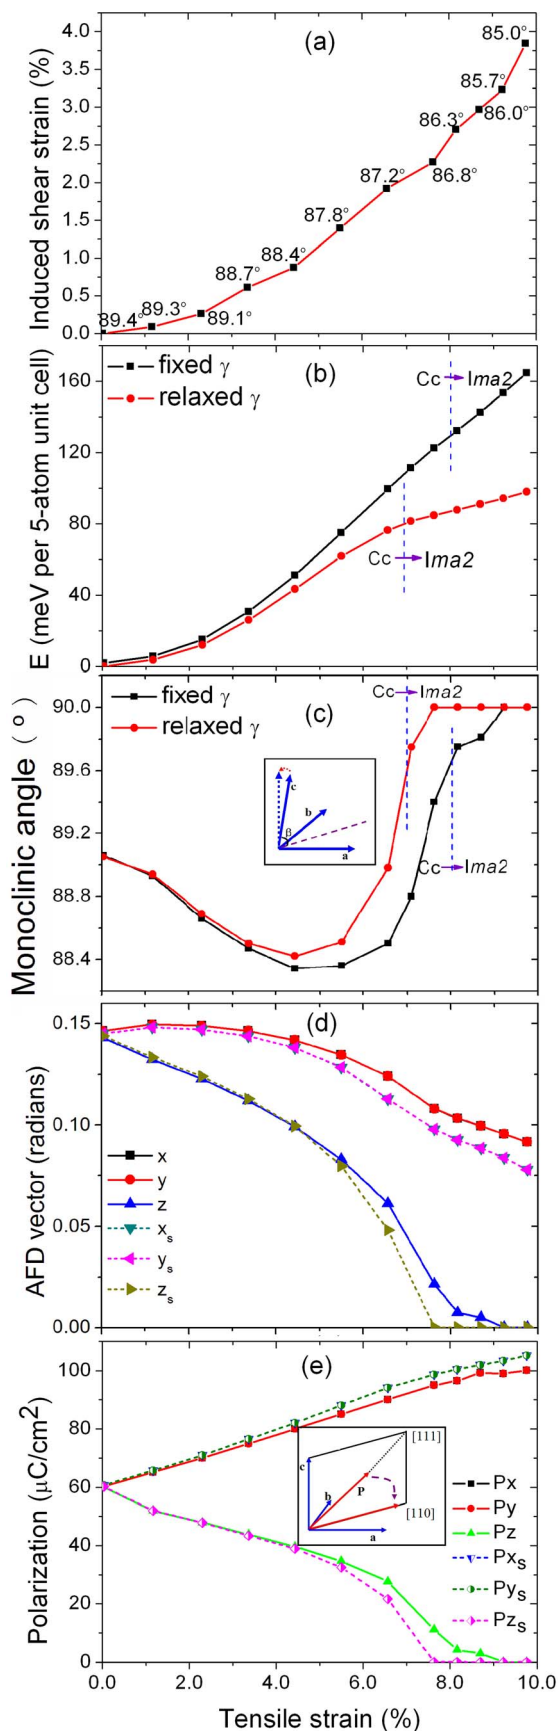 (a)
Induced shear strain (%)
4.0
3.5
3.0
2.5
2.0
1.5
1.0
0.5
0.0
89.4°
89.3°
89.1°
88.7°
88.4°
87.8°
87.2°
86.8°
86.3°
86.0°
85.7°
85.0°
(b)
E (meV per 5-atom unit cell)
160
120
80
40
0
fixed γ
relaxed γ
Cc → Ima2
Cc → Ima2
(c)
Monoclinic angle (°)
90.0
89.6
89.2
88.8
88.4
fixed γ
relaxed γ
Cc → Ima2
Cc → Ima2
c
b
β
a
(d)
AFD vector (radians)
0.15
0.10
0.05
0.00
x
y
z
xs
ys
zs
(e)
Polarization (μC/cm²)
100
80
60
40
20
0
[111]
c
b
P
[110]
a
Px
Py
Pz
Pxs
Pys
Pzs
0.0 2.0 4.0 6.0 8.0 10.0
Tensile strain (%)